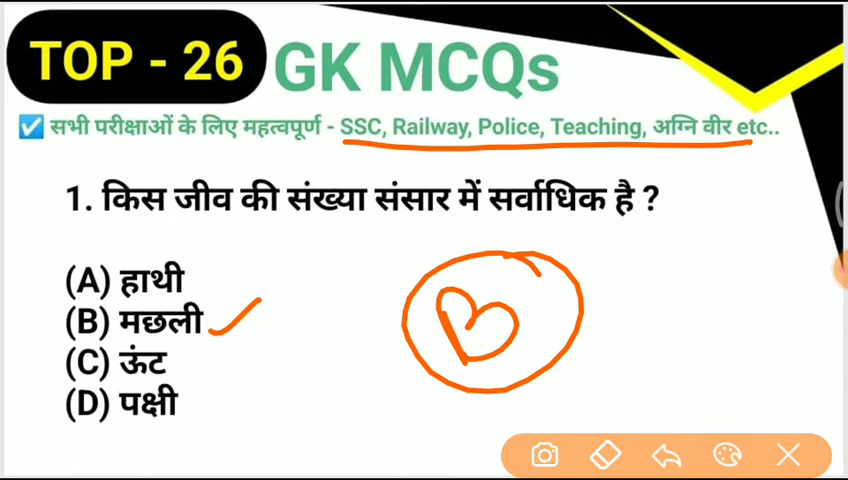 TOP - 26 GK MCQs
✅ सभी परीक्षाओं के लिए महत्वपूर्ण - SSC, Railway, Police, Teaching, अग्नि वीर etc..
1. किस जीव की संख्या संसार में सर्वाधिक है ?
(A) हाथी
(B) मछली
(C) ऊंट
(D) पक्षी
B